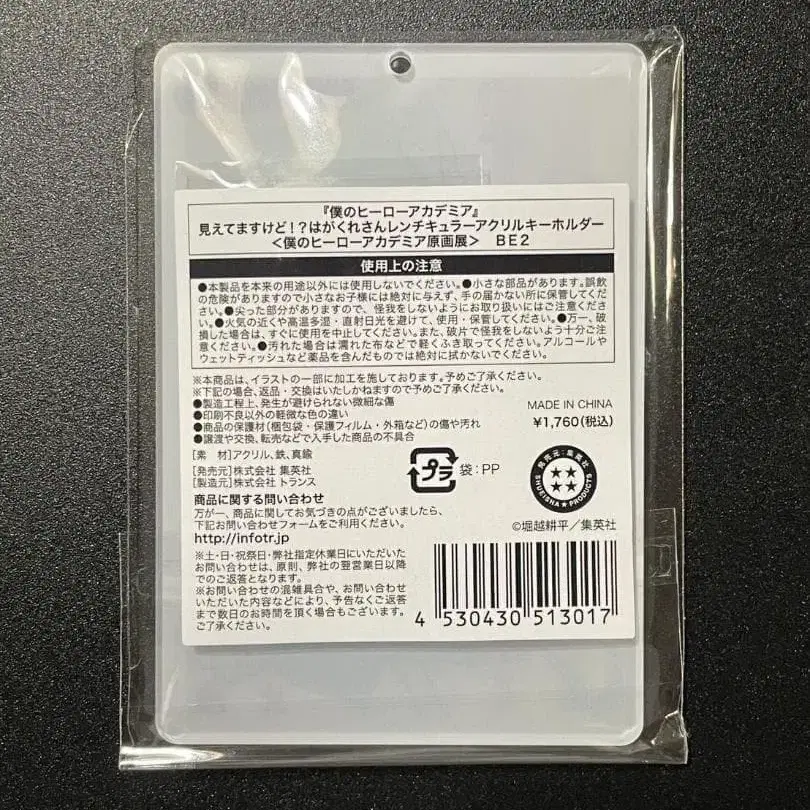 『僕のヒーローアカデミア』
見えてますけど！？はがくれさんレンチキュラーアクリルキーホルダー
＜僕のヒーローアカデミア原画展＞　BE2
使用上の注意
●本製品を本来の用途以外には使用しないでください。●小さな部品があります。誤飲
の危険がありますので小さなお子様には絶対に与えず、手の届かない所に保管してくだ
さい。●尖った部分がありますので、怪我をしないようにお取り扱いにはご注意くださ
い。●火気の近くや高温多湿・直射日光を避けて、使用・保管してください。●万一、破
損した場合は、すぐに使用を中止してください。また、破片で怪我をしないよう十分ご注
意ください。●汚れた場合は濡れた布などで軽くふき取ってください。アルコールや
ウェットティッシュなど薬品を含んだものでは絶対に拭かないでください。
※本商品は、イラストの一部に加工を施しております。予めご了承ください。
※下記の場合、返品・交換はいたしかねますので予めご了承ください。
●製造工程上、発生が避けられない微細な傷
●印刷不良以外の軽微な色の違い
●商品の保護材（梱包袋・保護フィルム・外箱など）の傷や汚れ
●譲渡や交換、転売などで入手した商品の不具合
MADE IN CHINA
¥1,760（税込）
［素　材］アクリル、鉄、真鍮
［発売元］株式会社 集英社
［製造元］株式会社 トランス
プラ 袋：PP
発売元：集英社
SHUEISHA★PRODUCTS
商品に関する問い合わせ
万が一、商品に関してお気づきの点がございましたら、
下記お問い合わせフォームをご利用ください。
http://infotr.jp
©堀越耕平／集英社
※土・日・祝祭日・弊社指定休業日にいただいた
お問い合わせは、原則、弊社の翌営業日以降
でのご返答となります。
※お問い合わせの混雑具合や、お問い合わせ
いただいた内容などにより、予告なくご返答
まで数日のお時間を頂く場合もございます。
ご了承ください。
4 530430 513017